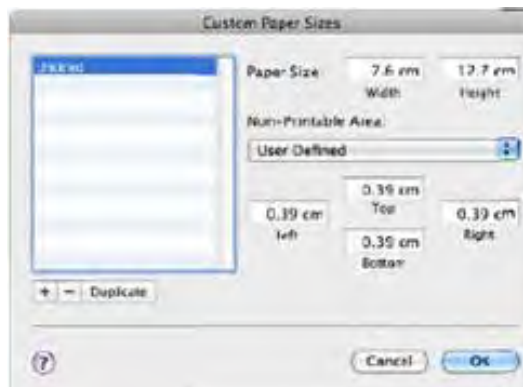 Custom Paper Sizes
Untitled
Paper Size
7.6 cm
12.7 cm
Width
Height
Non-Printable Area:
User Defined
0.39 cm
Top
0.39 cm
Left
0.39 cm
Right
0.39 cm
Bottom
+ − Duplicate
?
Cancel
OK